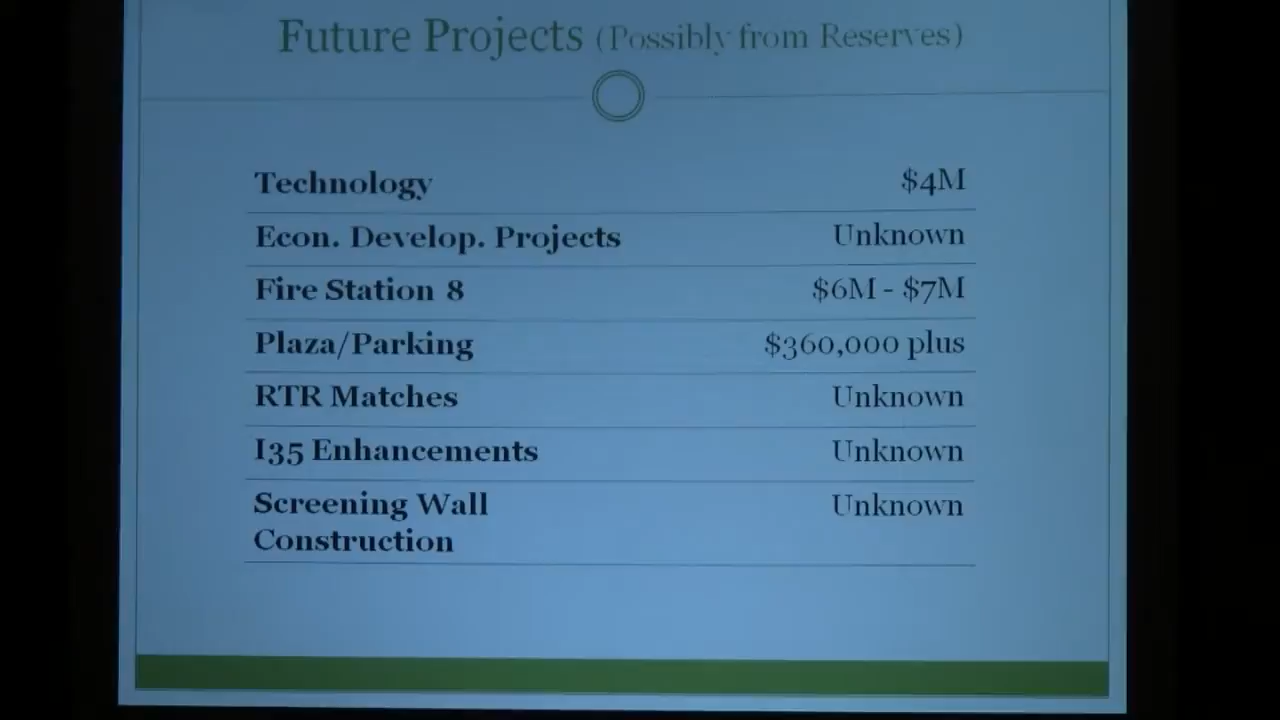 Future Projects (Possibly from Reserves)
Technology $4M
Econ. Develop. Projects Unknown
Fire Station 8 $6M - $7M
Plaza/Parking $360,000 plus
RTR Matches Unknown
I35 Enhancements Unknown
Screening Wall Unknown
Construction